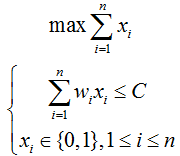 max ∑_{i=1}^{n} x_i
{ ∑_{i=1}^{n} w_i x_i ≤ C
x_i ∈ {0,1}, 1 ≤ i ≤ n